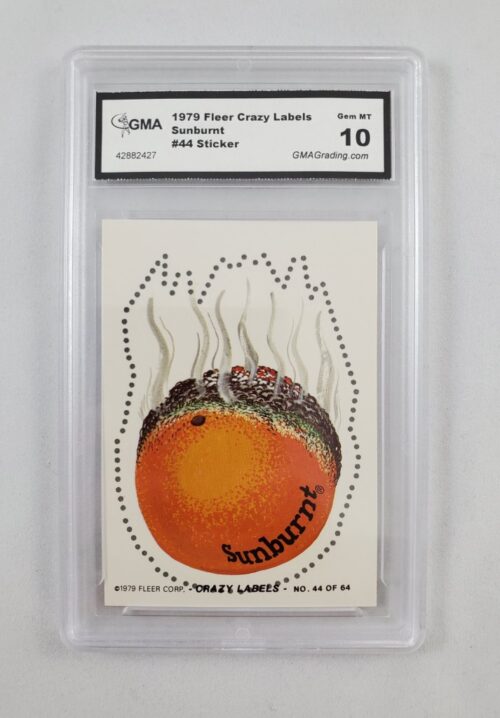 GMA
42882427
1979 Fleer Crazy Labels
Sunburnt
#44 Sticker
Gem MT
10
GMAGrading.com
Sunburnt®
©1979 FLEER CORP. - CRAZY LABELS - NO. 44 OF 64